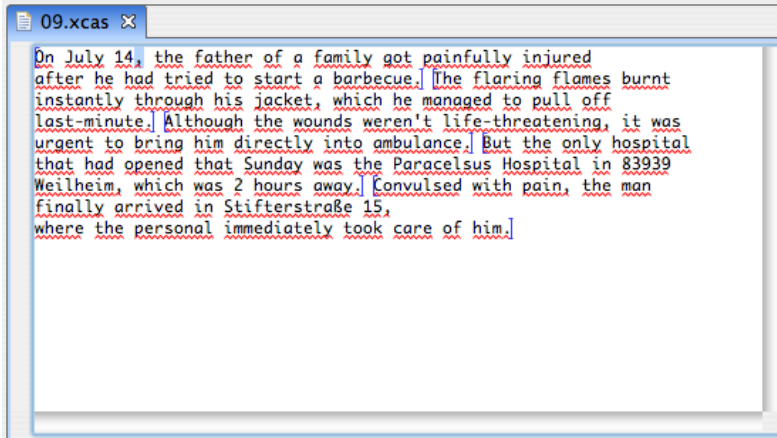 09.xcas
On July 14, the father of a family got painfully injured
after he had tried to start a barbecue. The flaring flames burnt
instantly through his jacket, which he managed to pull off
last-minute. Although the wounds weren't life-threatening, it was
urgent to bring him directly into ambulance. But the only hospital
that had opened that Sunday was the Paracelsus Hospital in 83939
Weilheim, which was 2 hours away. Convulsed with pain, the man
finally arrived in Stifterstraße 15,
where the personal immediately took care of him.